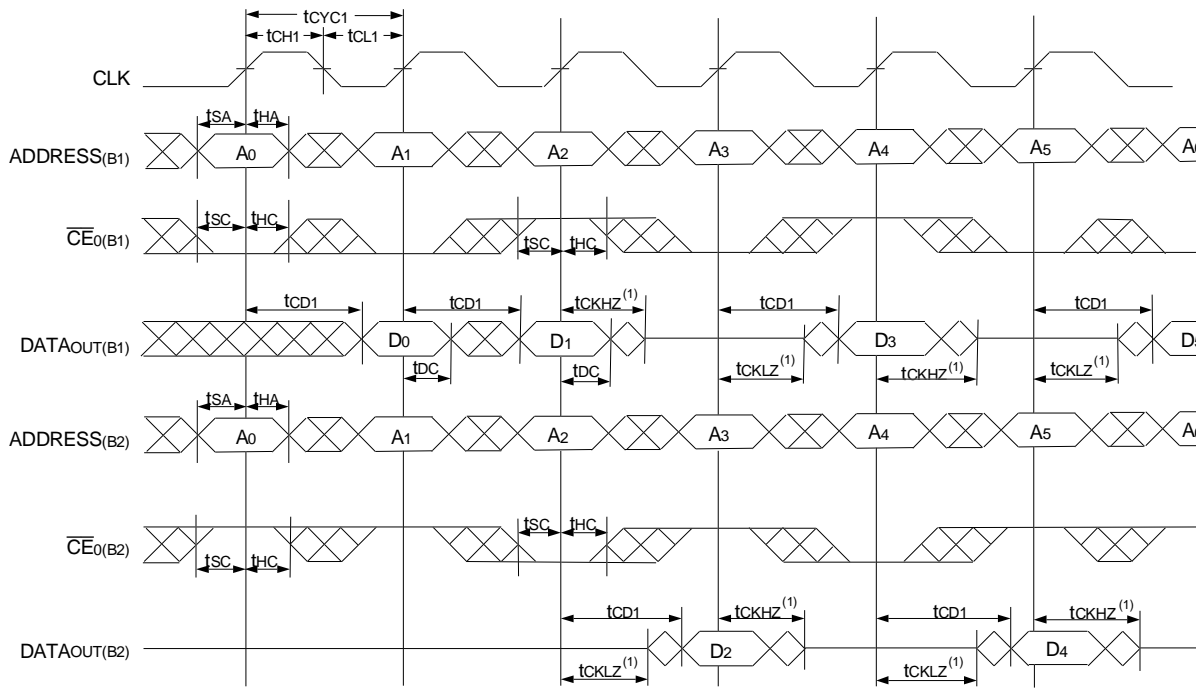 tCYC1
tCH1 tCL1
CLK
tSA tHA
ADDRESS(B1) A0 A1 A2 A3 A4 A5 A6
tSC tHC
CE0(B1)
tSC tHC
tCD1 tCD1 tCKHZ(1) tCD1 tCD1
DATAOUT(B1) D0 D1 D3 D5
tDC tDC tCKLZ(1) tCKHZ(1) tCKLZ(1)
tSA tHA
ADDRESS(B2) A0 A1 A2 A3 A4 A5 A6
tSC tHC
CE0(B2)
tSC tHC
tCD1 tCKHZ(1) tCD1 tCKHZ(1)
DATAOUT(B2) D2 D4
tCKLZ(1) tCKLZ(1)